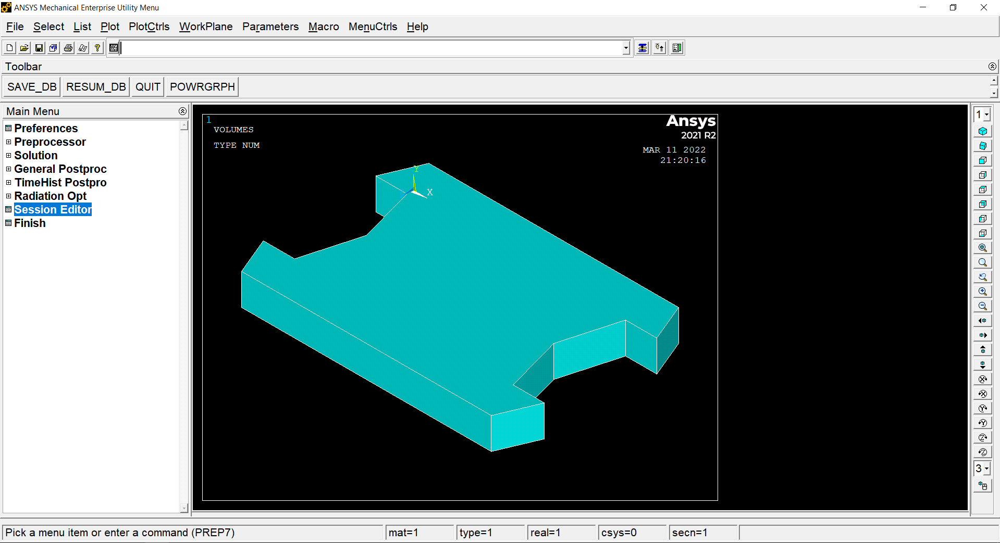 ANSYS Mechanical Enterprise Utility Menu
File Select List Plot PlotCtrls WorkPlane Parameters Macro MenuCtrls Help
Toolbar
SAVE_DB RESUM_DB QUIT POWRGRPH
Main Menu
Preferences
Preprocessor
Solution
General Postproc
TimeHist Postpro
Radiation Opt
Session Editor
Finish
1
VOLUMES
TYPE NUM
Ansys
2021 R2
MAR 11 2022
21:20:16
Y
X
1
3
Pick a menu item or enter a command (PREP7) mat=1 type=1 real=1 csys=0 secn=1